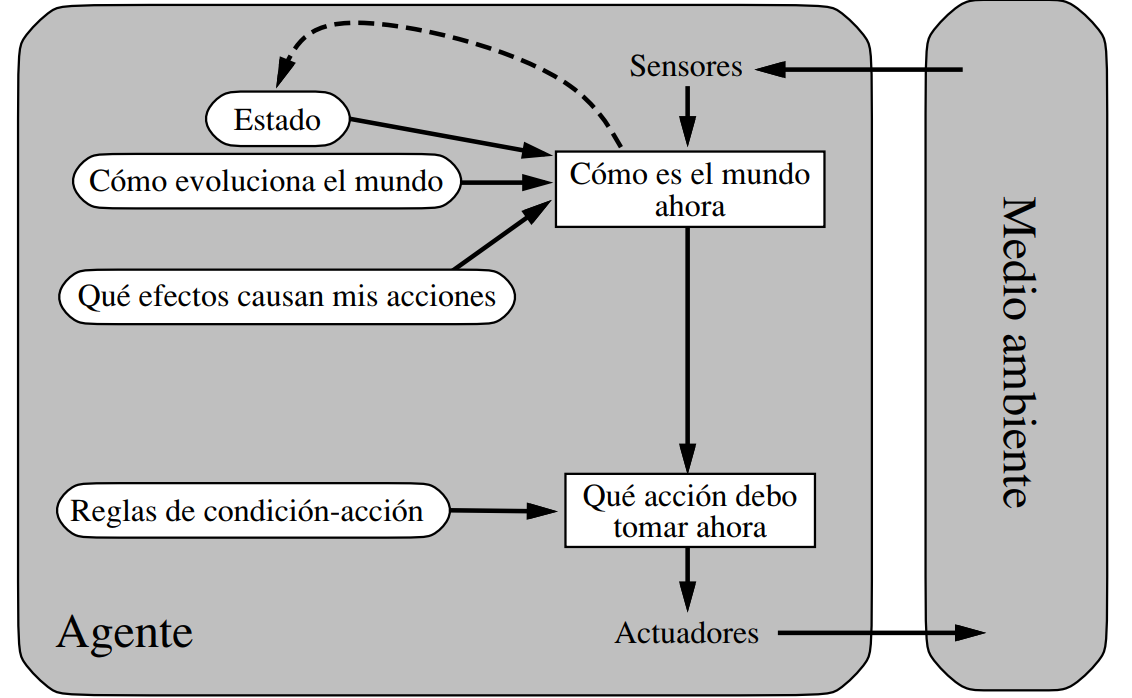 Sensores
Estado
Cómo evoluciona el mundo
Cómo es el mundo
ahora
Qué efectos causan mis acciones
Medio ambiente
Reglas de condición-acción
Qué acción debo
tomar ahora
Agente
Actuadores